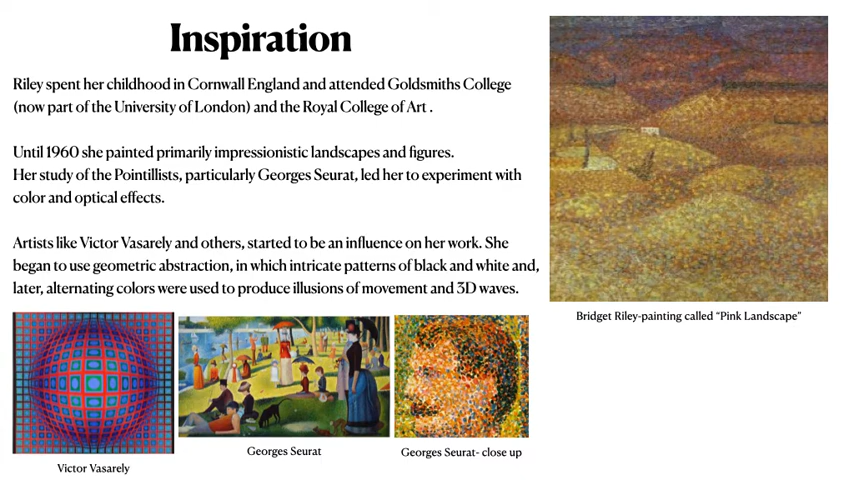 Inspiration
Riley spent her childhood in Cornwall England and attended Goldsmiths College
(now part of the University of London) and the Royal College of Art .
Until 1960 she painted primarily impressionistic landscapes and figures.
Her study of the Pointillists, particularly Georges Seurat, led her to experiment with
color and optical effects.
Artists like Victor Vasarely and others, started to be an influence on her work. She
began to use geometric abstraction, in which intricate patterns of black and white and,
later, alternating colors were used to produce illusions of movement and 3D waves.
Bridget Riley-painting called “Pink Landscape”
Georges Seurat
Georges Seurat- close up
Victor Vasarely